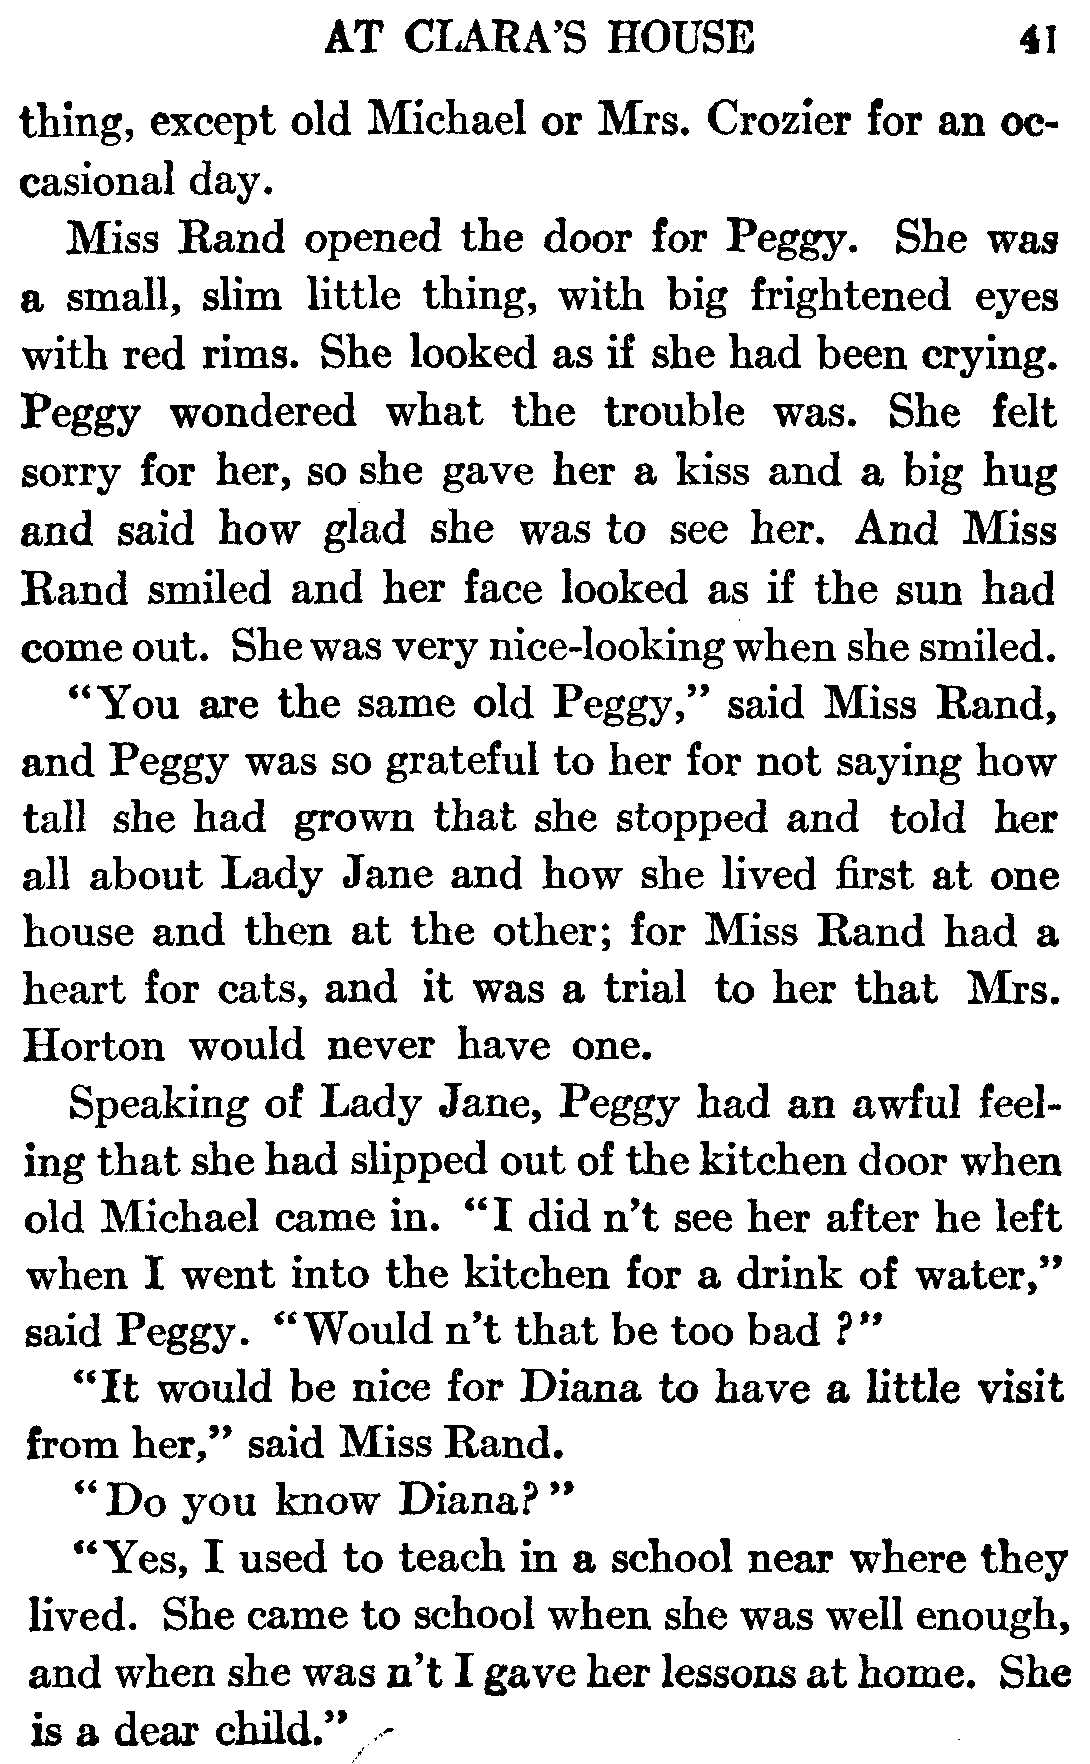 AT CLARA'S HOUSE 41
thing, except old Michael or Mrs. Crozier for an oc-
casional day.
Miss Rand opened the door for Peggy. She was
a small, slim little thing, with big frightened eyes
with red rims. She looked as if she had been crying.
Peggy wondered what the trouble was. She felt
sorry for her, so she gave her a kiss and a big hug
and said how glad she was to see her. And Miss
Rand smiled and her face looked as if the sun had
come out. She was very nice-looking when she smiled.
"You are the same old Peggy," said Miss Rand,
and Peggy was so grateful to her for not saying how
tall she had grown that she stopped and told her
all about Lady Jane and how she lived first at one
house and then at the other; for Miss Rand had a
heart for cats, and it was a trial to her that Mrs.
Horton would never have one.
Speaking of Lady Jane, Peggy had an awful feel-
ing that she had slipped out of the kitchen door when
old Michael came in. "I did n't see her after he left
when I went into the kitchen for a drink of water,"
said Peggy. "Would n't that be too bad?"
"It would be nice for Diana to have a little visit
from her," said Miss Rand.
"Do you know Diana?"
"Yes, I used to teach in a school near where they
lived. She came to school when she was well enough,
and when she was n't I gave her lessons at home. She
is a dear child."